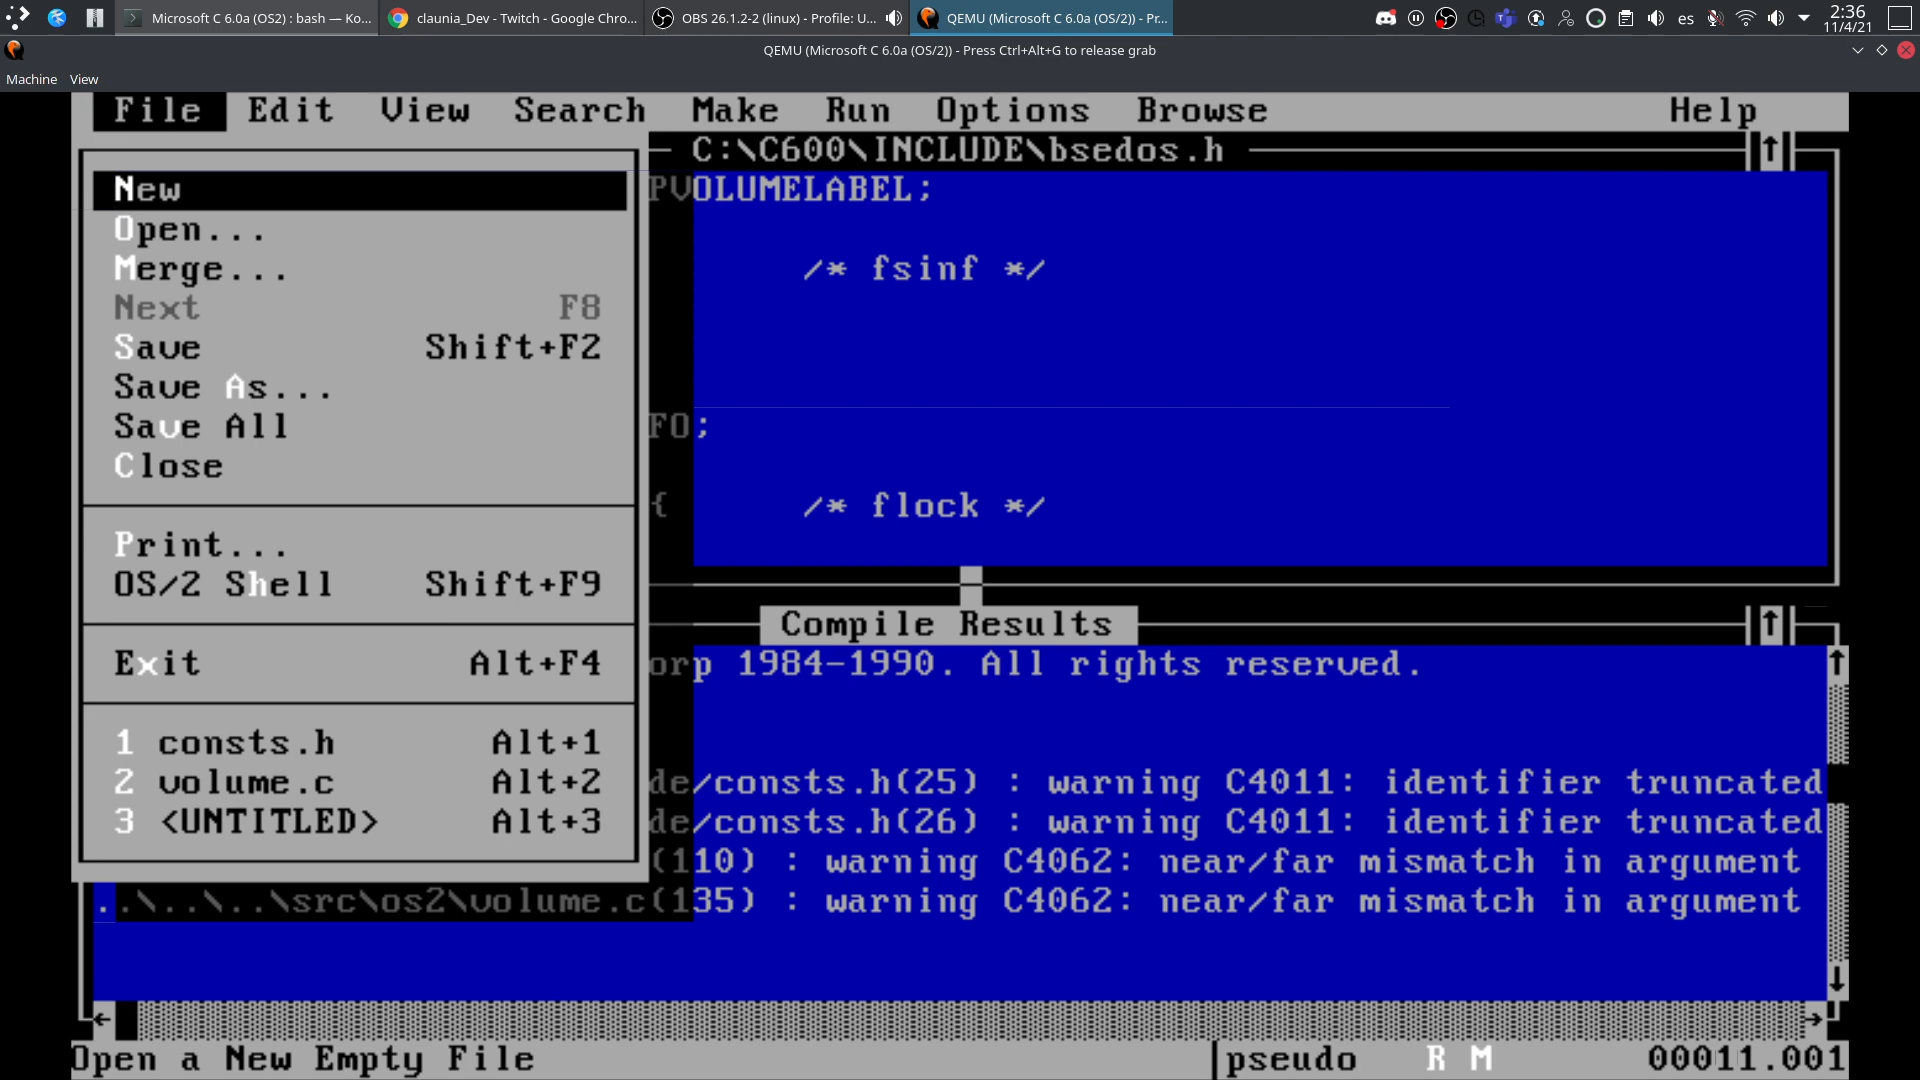 Microsoft C 6.0a (OS2) : bash — Ko...
claunia_Dev - Twitch - Google Chro...
OBS 26.1.2-2 (linux) - Profile: U...
QEMU (Microsoft C 6.0a (OS/2)) - Pr...
es
2:36
11/4/21
QEMU (Microsoft C 6.0a (OS/2)) - Press Ctrl+Alt+G to release grab
Machine View
File Edit View Search Make Run Options Browse Help
C:\C600\INCLUDE\bsedos.h
New
PVOLUMELABEL;
Open...
Merge...
/* fsinf */
Next F8
Save Shift+F2
Save As...
Save All
FO;
Close
{ /* flock */
Print...
OS/2 Shell Shift+F9
Compile Results
Exit Alt+F4
orp 1984-1990. All rights reserved.
1 consts.h Alt+1
2 volume.c Alt+2
de/consts.h(25) : warning C4011: identifier truncated
3 <UNTITLED> Alt+3
de/consts.h(26) : warning C4011: identifier truncated
(110) : warning C4062: near/far mismatch in argument
..\..\..\src\os2\volume.c(135) : warning C4062: near/far mismatch in argument
Open a New Empty File
pseudo R M 00011.001